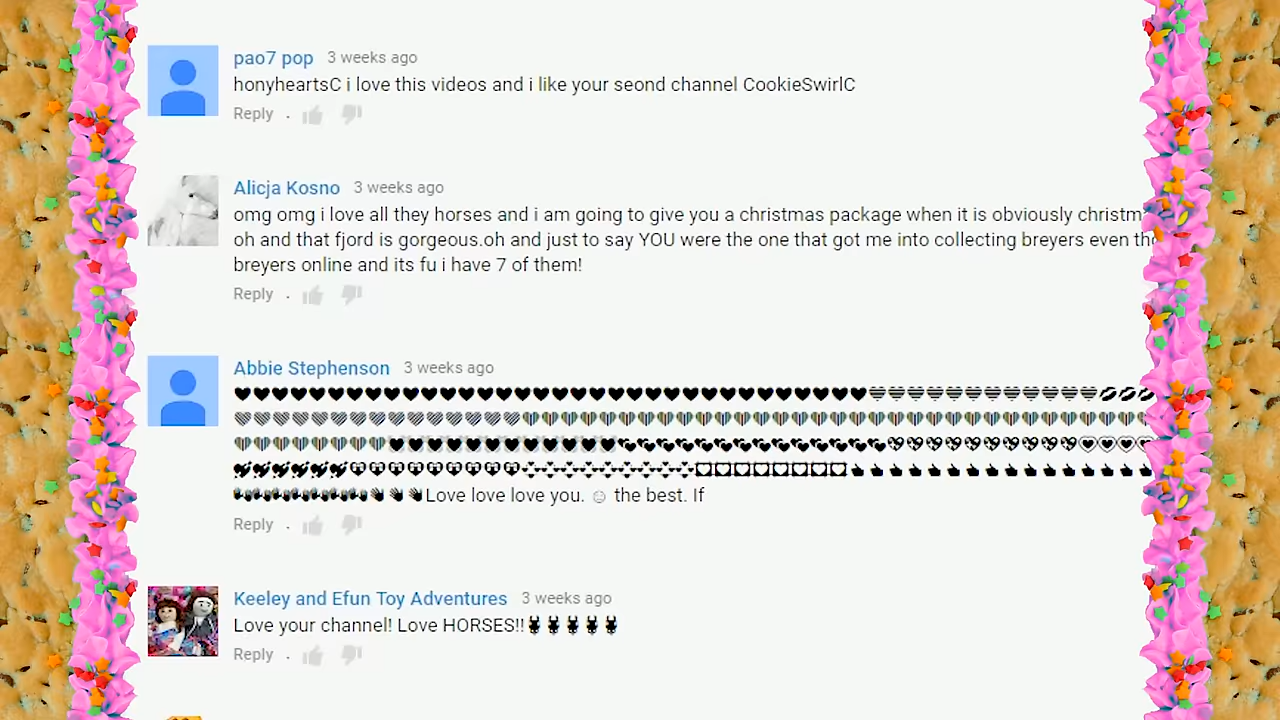 pao7 pop 3 weeks ago
honyheartsC i love this videos and i like your seond channel CookieSwirlC
Reply .
Alicja Kosno 3 weeks ago
omg omg i love all they horses and i am going to give you a christmas package when it is obviously
oh and that fjord is gorgeous.oh and just to say YOU were the one that got me into collecting breyers even
breyers online and its fu i have 7 of them!
Reply .
Abbie Stephenson 3 weeks ago
Love love love you. ☺ the best. If
Reply .
Keeley and Efun Toy Adventures 3 weeks ago
Love your channel! Love HORSES!!
Reply .